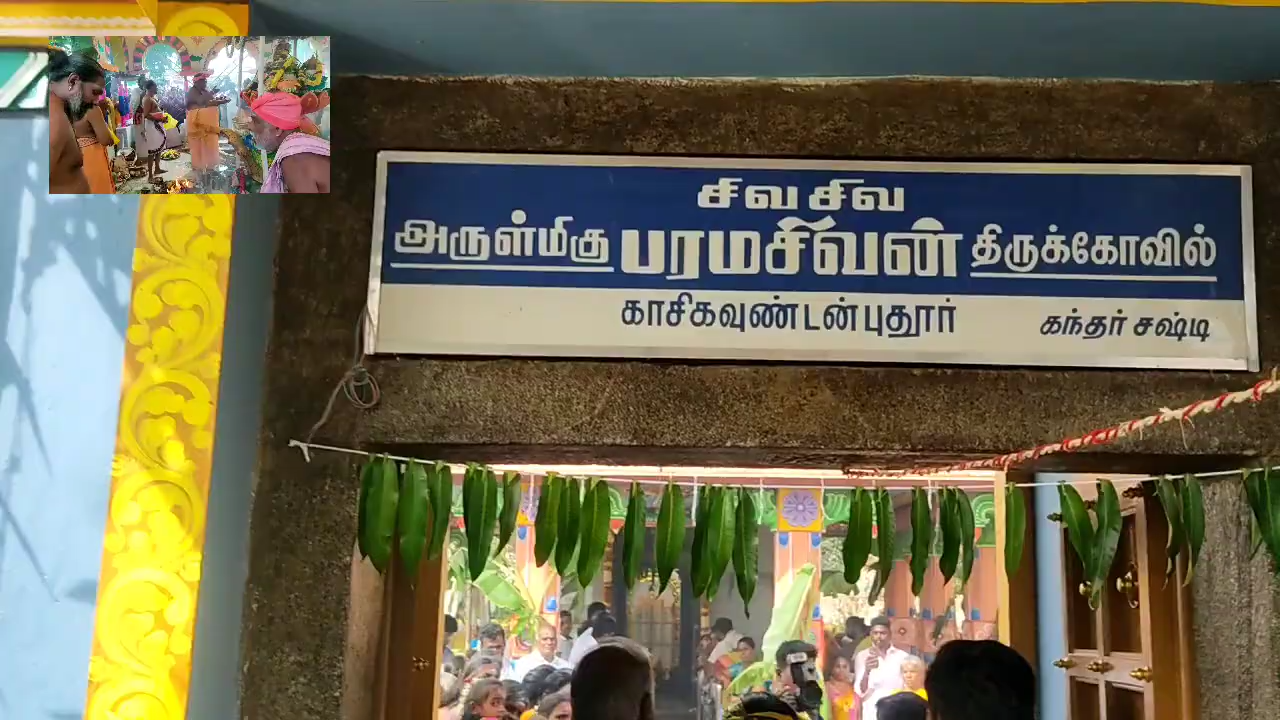 சிவ சிவ
அருள்மிகு பரமசிவன் திருக்கோவில்
காசிகவுண்டன்புதூர் கந்தர் சஷ்டி